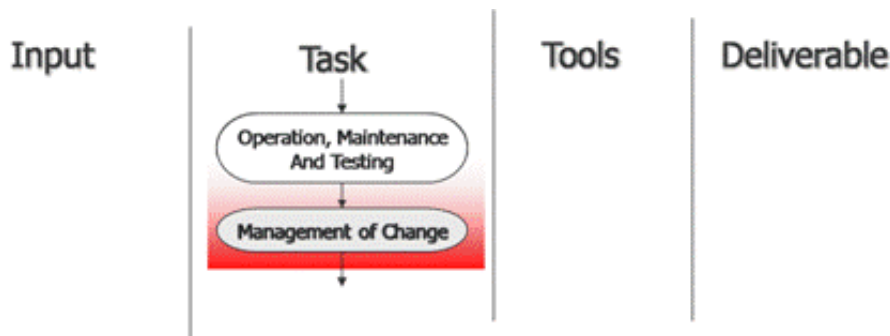 Input
Task
Tools
Deliverable
Operation, Maintenance
And Testing
Management of Change